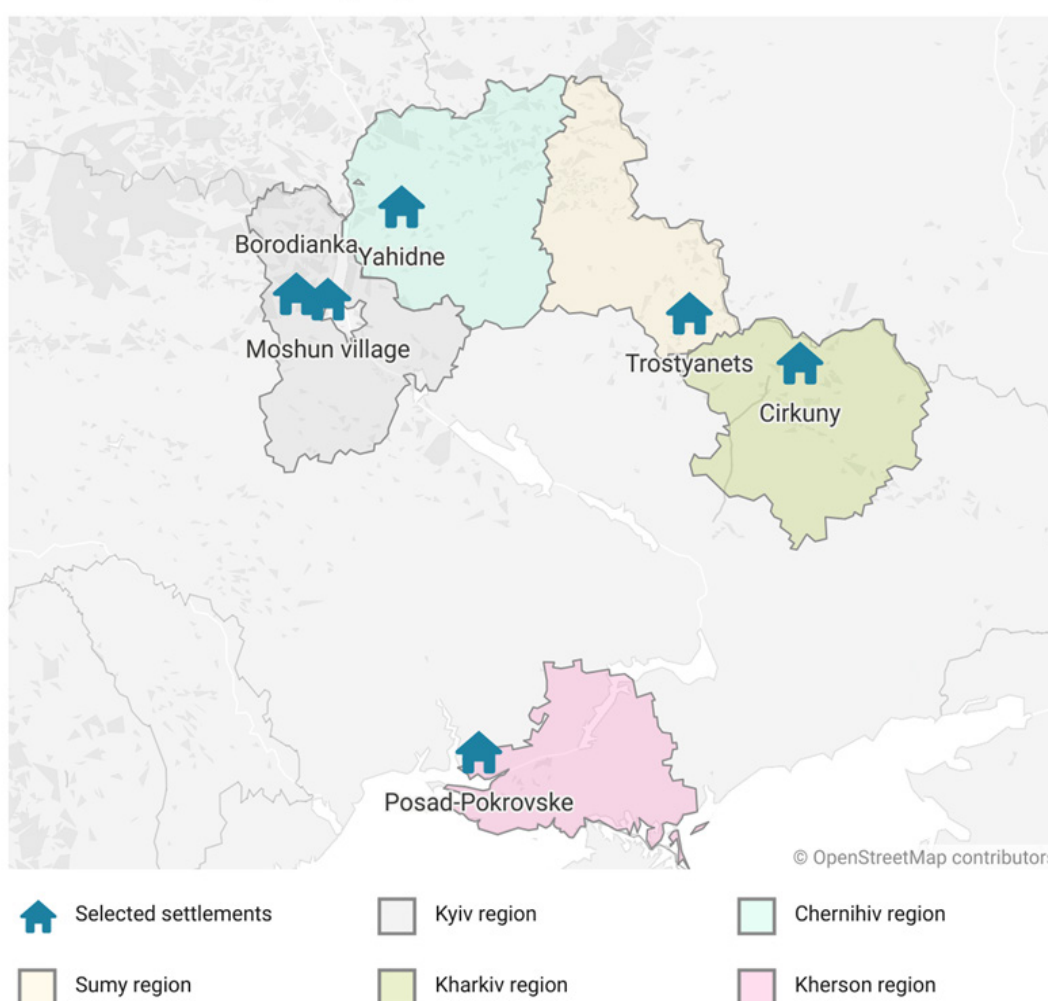 Borodianka
Yahidne
Moshun village
Trostyanets
Cirkuny
Posad-Pokrovske
© OpenStreetMap contributors
Selected settlements
Kyiv region
Chernihiv region
Sumy region
Kharkiv region
Kherson region